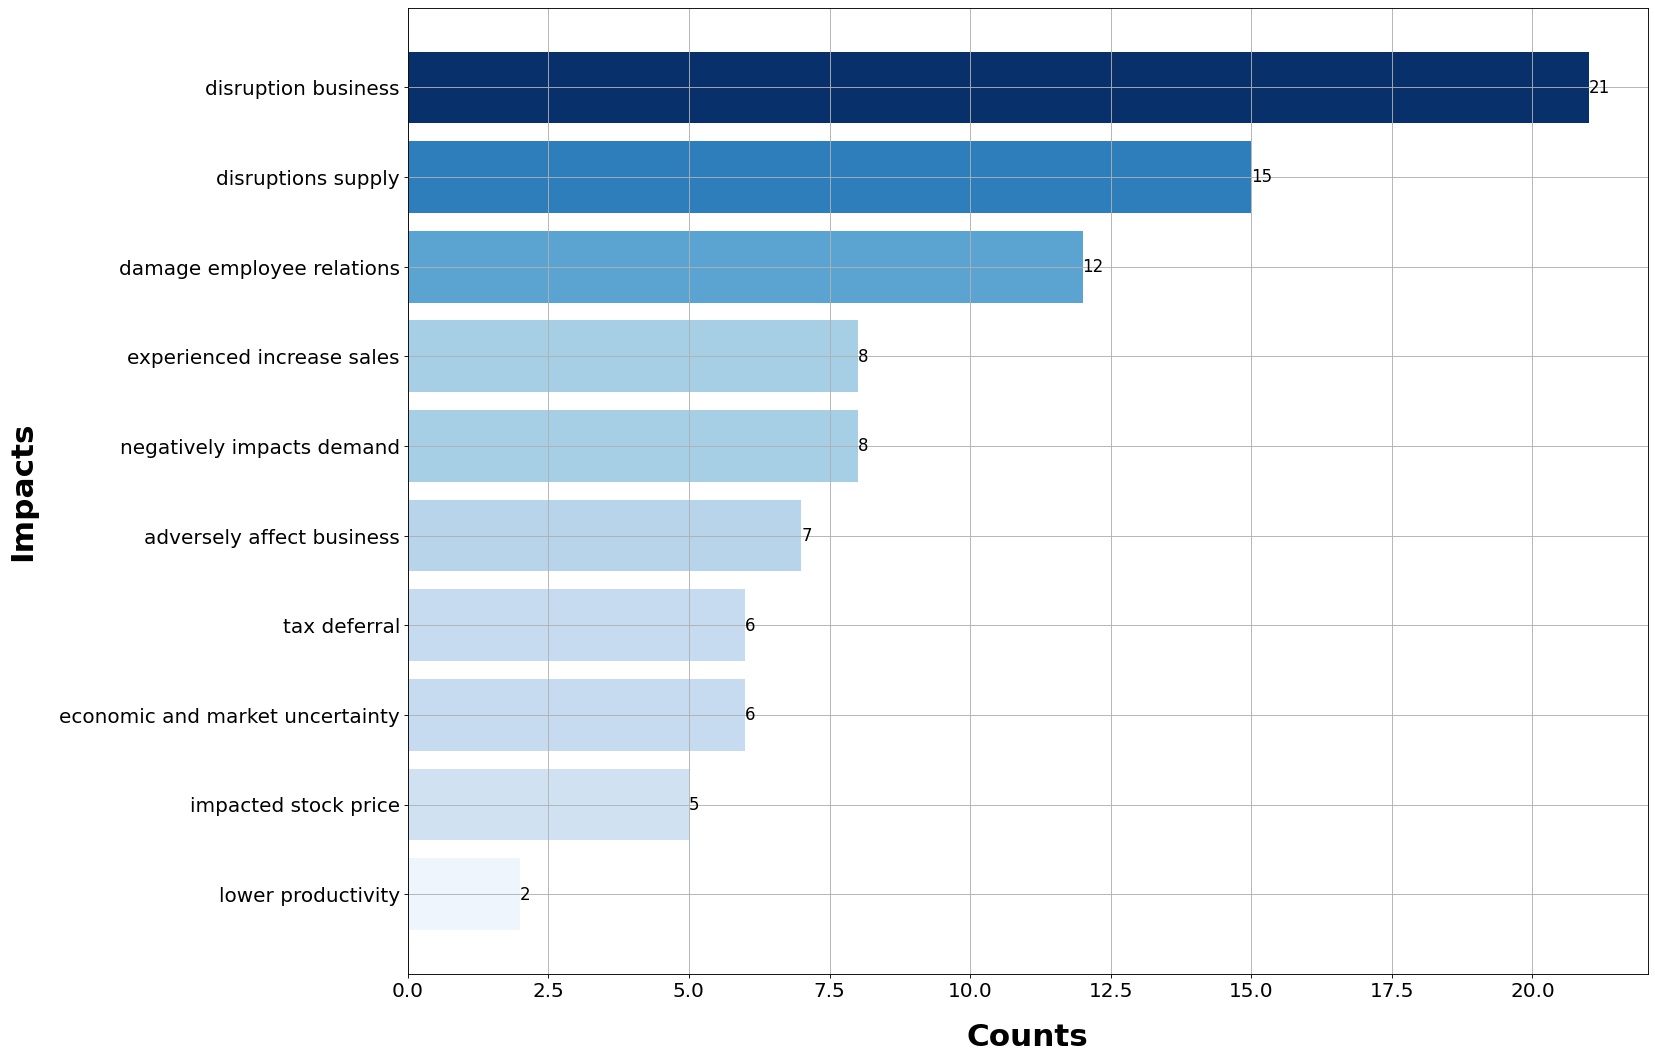 disruption business
21
disruptions supply
15
damage employee relations
12
experienced increase sales
8
negatively impacts demand
8
adversely affect business
7
tax deferral
6
economic and market uncertainty
6
impacted stock price
5
lower productivity
2
Impacts
0.0 2.5 5.0 7.5 10.0 12.5 15.0 17.5 20.0
Counts